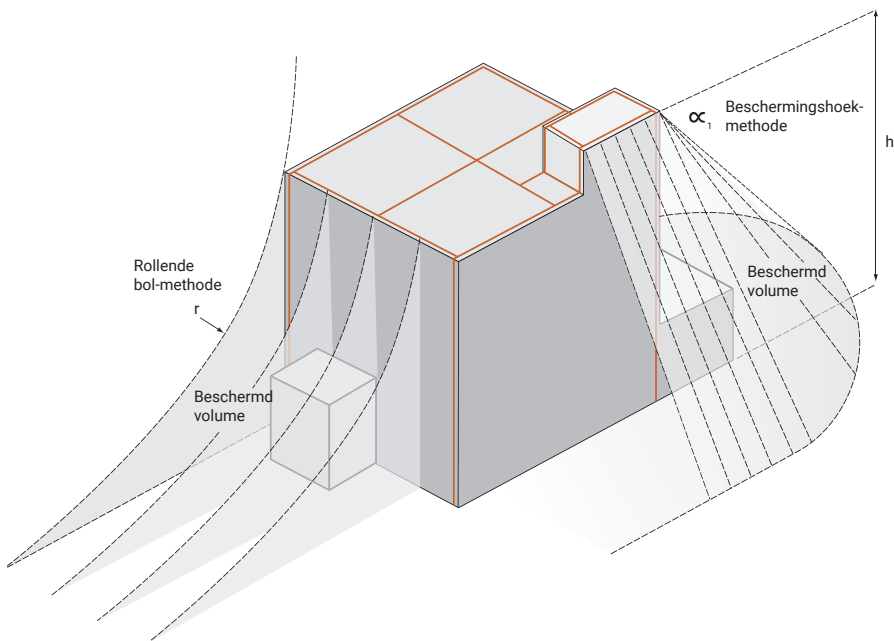 ∝₁
Beschermingshoek-
methode
h
Rollende
bol-methode
r
Beschermd
volume
Beschermd
volume